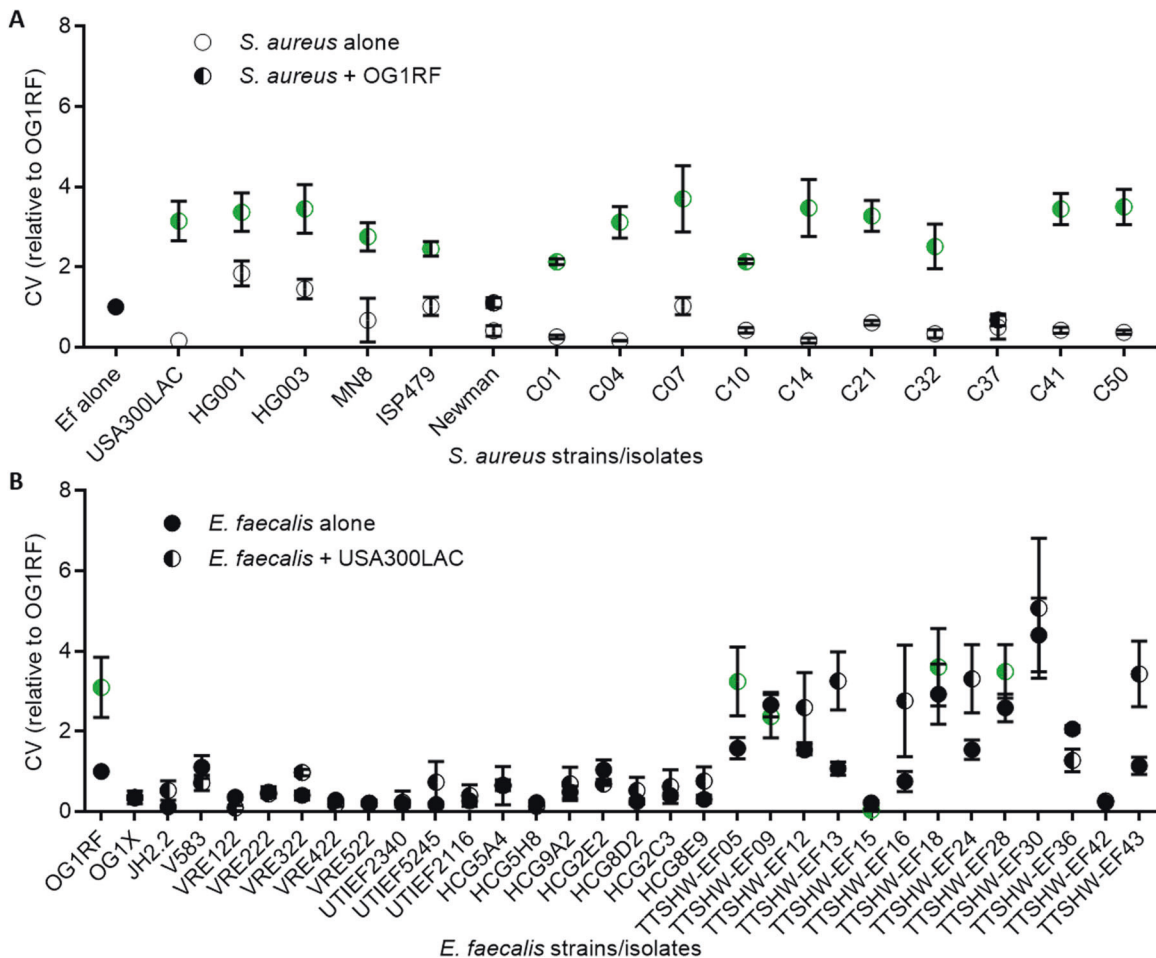 A
CV (relative to OG1RF)
8
6
4
2
0
S. aureus alone
S. aureus + OG1RF
Ef alone
USA300LAC
HG001
HG003
MN8
ISP479
Newman
C01
C04
C07
C10
C14
C21
C32
C37
C41
C50
S. aureus strains/isolates
B
CV (relative to OG1RF)
8
6
4
2
0
E. faecalis alone
E. faecalis + USA300LAC
OG1RF
OG1X
JH2.2
V583
VRE122
VRE222
VRE322
VRE422
VRE522
UTIEF2340
UTIEF5245
UTIEF2116
HCG5A4
HCG5H8
HCG9A2
HCG2E2
HCG8D2
HCG2C3
HCG8E9
TTSHW-EF05
TTSHW-EF09
TTSHW-EF12
TTSHW-EF13
TTSHW-EF15
TTSHW-EF16
TTSHW-EF18
TTSHW-EF24
TTSHW-EF28
TTSHW-EF30
TTSHW-EF36
TTSHW-EF42
TTSHW-EF43
E. faecalis strains/isolates